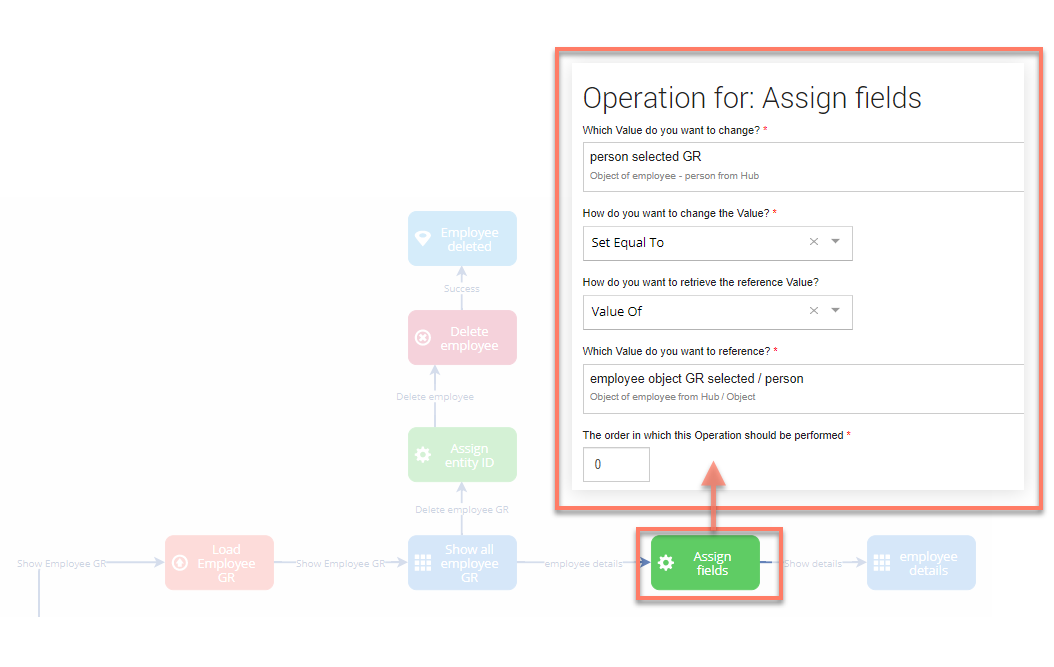 Operation for: Assign fields
Which Value do you want to change? *
person selected GR
Object of employee - person from Hub
How do you want to change the Value? *
Set Equal To
How do you want to retrieve the reference Value?
Value Of
Which Value do you want to reference? *
employee object GR selected / person
Object of employee from Hub / Object
The order in which this Operation should be performed *
0
Employee
deleted
Success
Delete
employee
Delete employee
Assign
entity ID
Delete employee GR
Show Employee GR
Load
Employee
GR
Show Employee GR
Show all
employee
GR
employee details
Assign
fields
Show details
employee
details